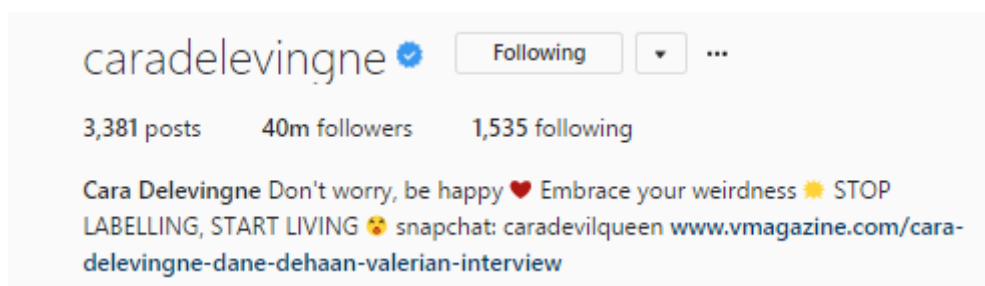 caradelevingne Following
3,381 posts 40m followers 1,535 following
Cara Delevingne Don't worry, be happy ❤ Embrace your weirdness ✹ STOP
LABELLING, START LIVING 😲 snapchat: caradevilqueen www.vmagazine.com/cara-
delevingne-dane-dehaan-valerian-interview